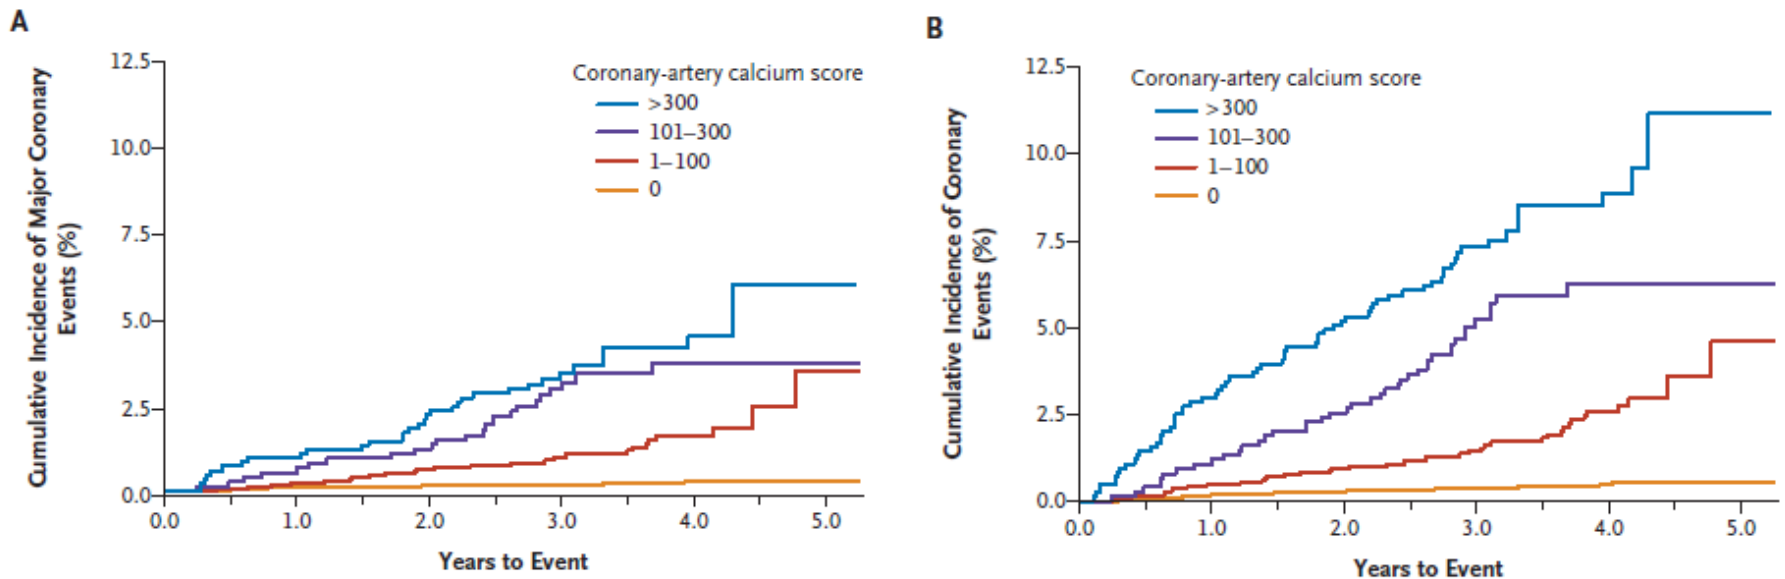 A
Cumulative Incidence of Major Coronary
Events (%)
12.5
10.0
7.5
5.0
2.5
0.0
Coronary-artery calcium score
>300
101–300
1–100
0
0.0 1.0 2.0 3.0 4.0 5.0
Years to Event
B
Cumulative Incidence of Coronary
Events (%)
12.5
10.0
7.5
5.0
2.5
0.0
Coronary-artery calcium score
>300
101–300
1–100
0
0.0 1.0 2.0 3.0 4.0 5.0
Years to Event